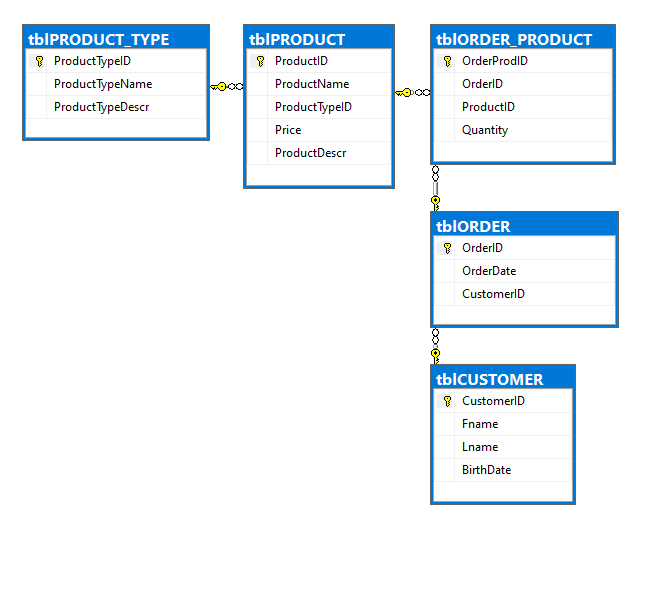 tblPRODUCT_TYPE
ProductTypeID
ProductTypeName
ProductTypeDescr
tblPRODUCT
ProductID
ProductName
ProductTypeID
Price
ProductDescr
tblORDER_PRODUCT
OrderProdID
OrderID
ProductID
Quantity
tblORDER
OrderID
OrderDate
CustomerID
tblCUSTOMER
CustomerID
Fname
Lname
BirthDate